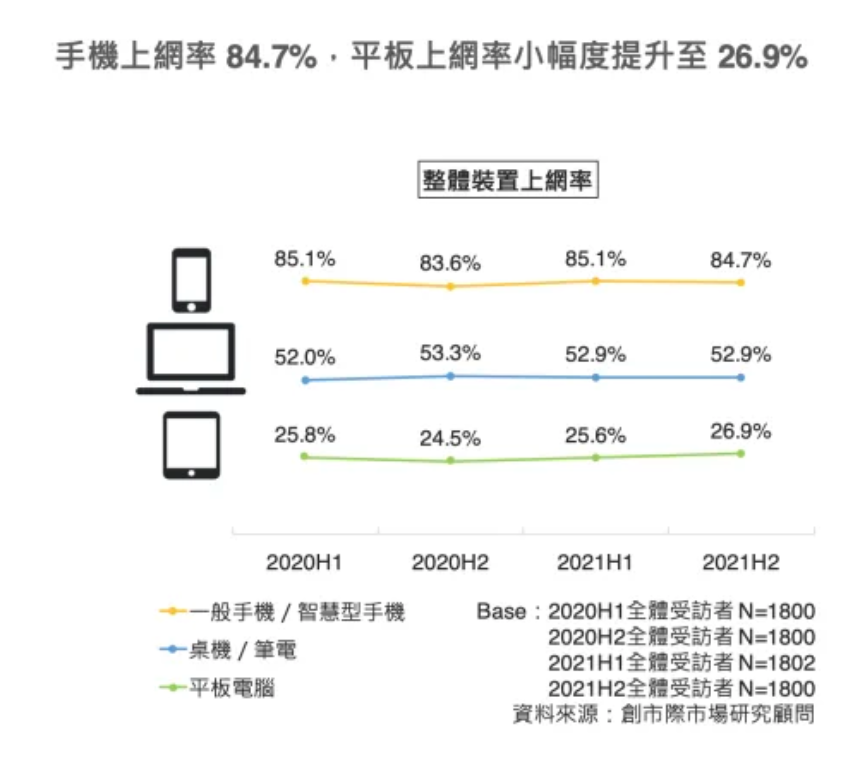 手機上網率 84.7%，平板上網率小幅度提升至 26.9%
整體裝置上網率
85.1% 83.6% 85.1% 84.7%
52.0% 53.3% 52.9% 52.9%
25.8% 24.5% 25.6% 26.9%
2020H1 2020H2 2021H1 2021H2
一般手機 / 智慧型手機
桌機 / 筆電
平板電腦
Base：2020H1全體受訪者 N=1800
2020H2全體受訪者 N=1800
2021H1全體受訪者 N=1802
2021H2全體受訪者 N=1800
資料來源：創市際市場研究顧問